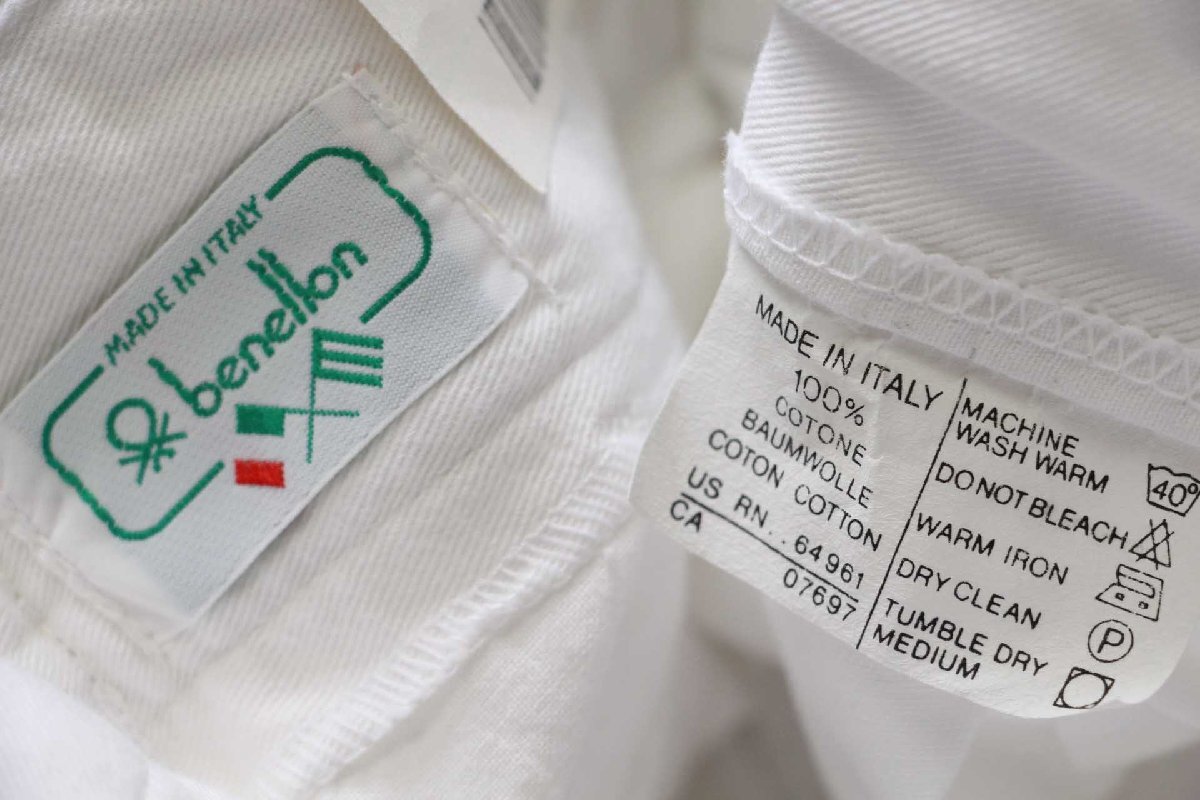 MADE IN ITALY
benetton
MADE IN ITALY
100%
COTONE
BAUMWOLLE
COTON COTTON
US RN.. 64961
CA 07697
MACHINE
WASH WARM
40°
DO NOT BLEACH
WARM IRON
DRY CLEAN
P
TUMBLE DRY
MEDIUM